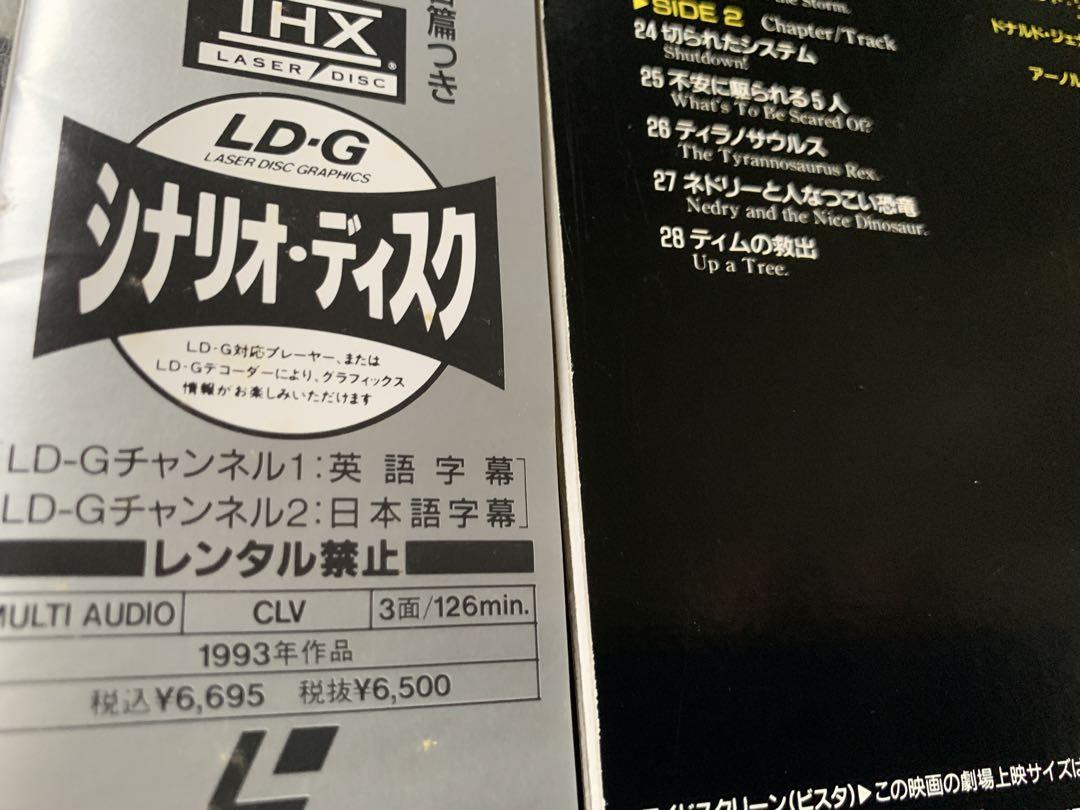 THX
LASER DISC
®
篇つき
LD-G
LASER DISC GRAPHICS
シナリオ・ディスク
LD-G対応プレーヤー、または
LD-Gデコーダーにより、グラフィックス
情報がお楽しみいただけます
LD-Gチャンネル1:英語字幕
LD-Gチャンネル2:日本語字幕
レンタル禁止
MULTI AUDIO CLV 3面/126min.
1993年作品
税込¥6,695 税抜¥6,500
the Storm.
▶SIDE 2 Chapter/Track
24 切られたシステム
Shutdown!
25 不安に駆られる5人
What's To Be Scared Of?
26 ティラノサウルス
The Tyrannosaurus Rex.
27 ネドリーと人なつこい恐竜
Nedry and the Nice Dinosaur.
28 ティムの救出
Up a Tree.
ドナルド・ジェ
アーノル
イドスクリーン(ビスタ)▶この映画の劇場上映サイズは